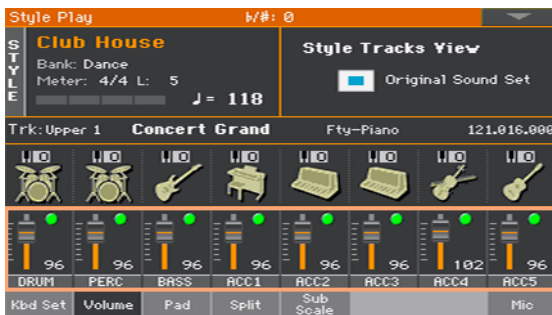 Style Play ♭/#: 0
STYLE
Club House
Bank: Dance
Meter: 4/4 L: 5
♩= 118
Style Tracks View
Original Sound Set
Trk:Upper 1 Concert Grand Fty-Piano 121.016.000
96 96 96 96 96 96 102 96
DRUM PERC BASS ACC1 ACC2 ACC3 ACC4 ACC5
Kbd Set Volume Pad Split Sub Scale Mic